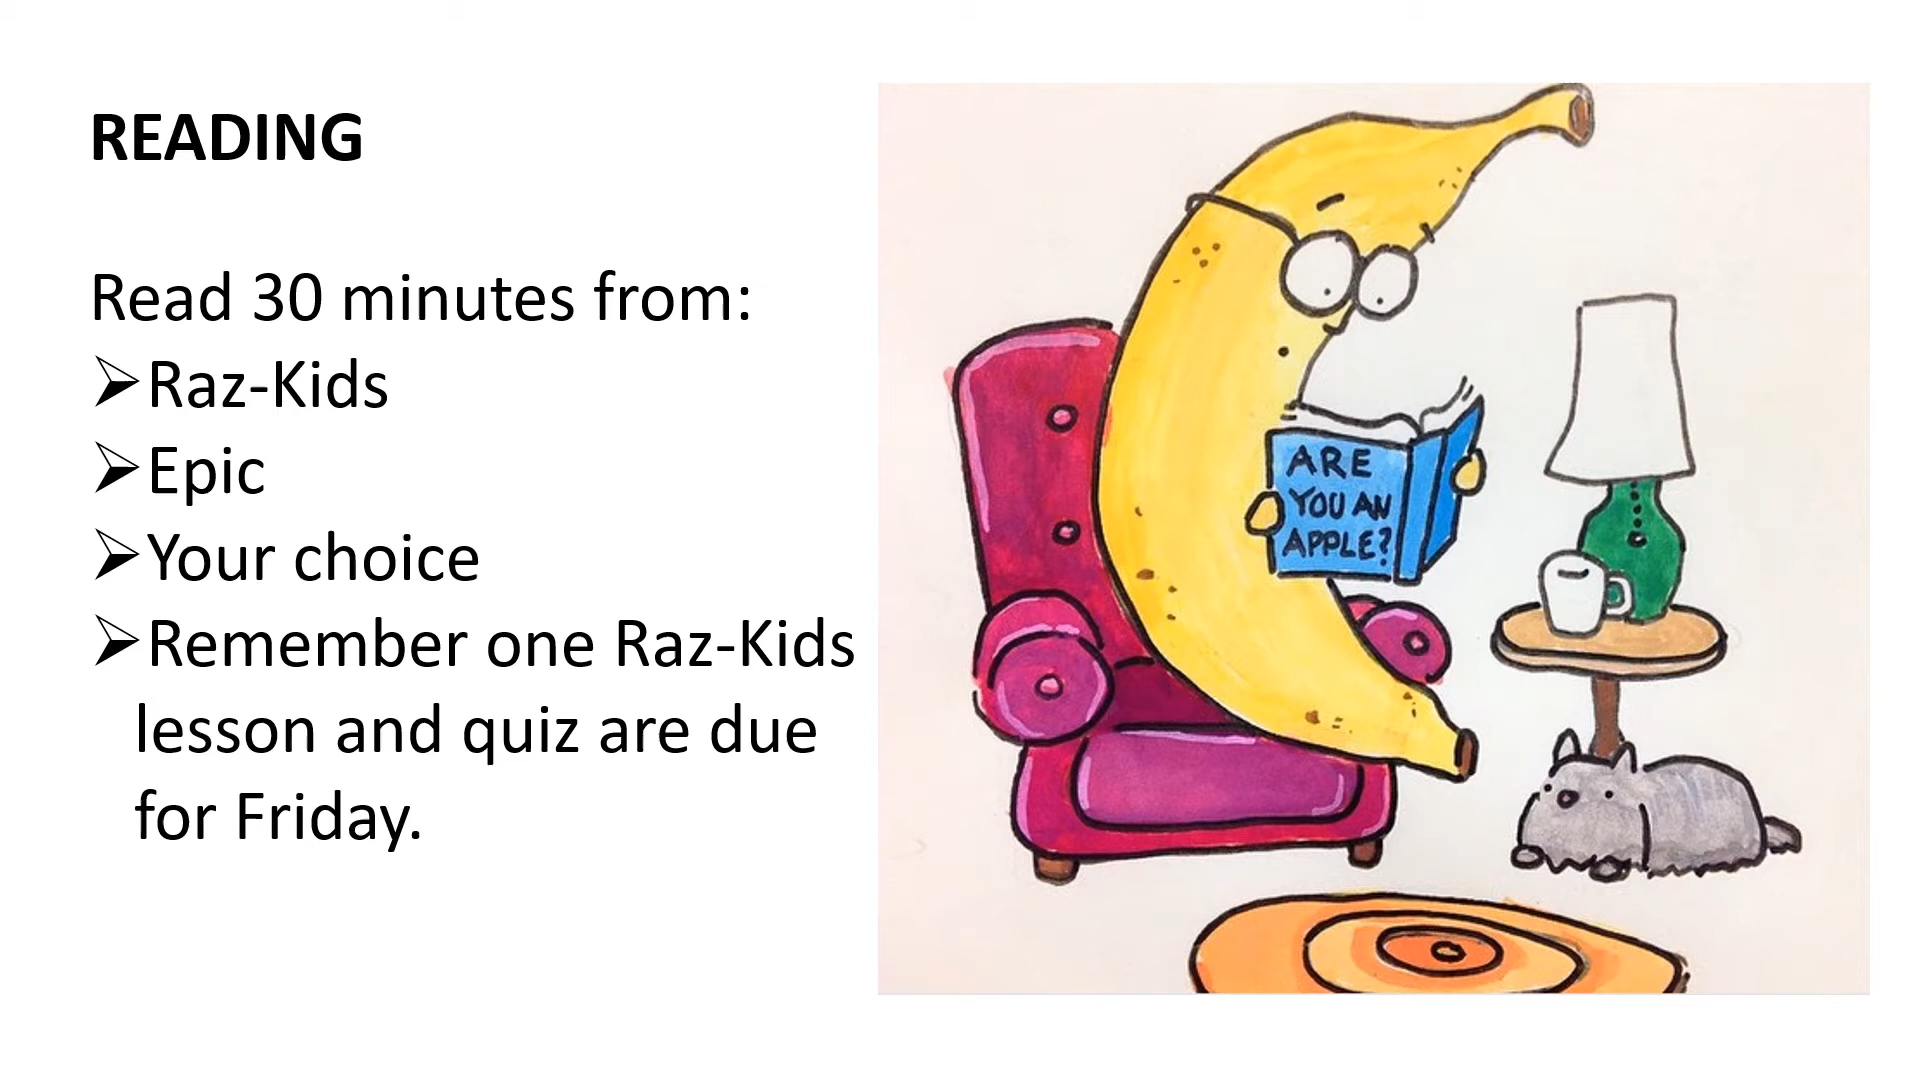 READING
Read 30 minutes from:
➢Raz-Kids
➢Epic
➢Your choice
➢Remember one Raz-Kids
lesson and quiz are due
for Friday.
ARE
YOU AN
APPLE?